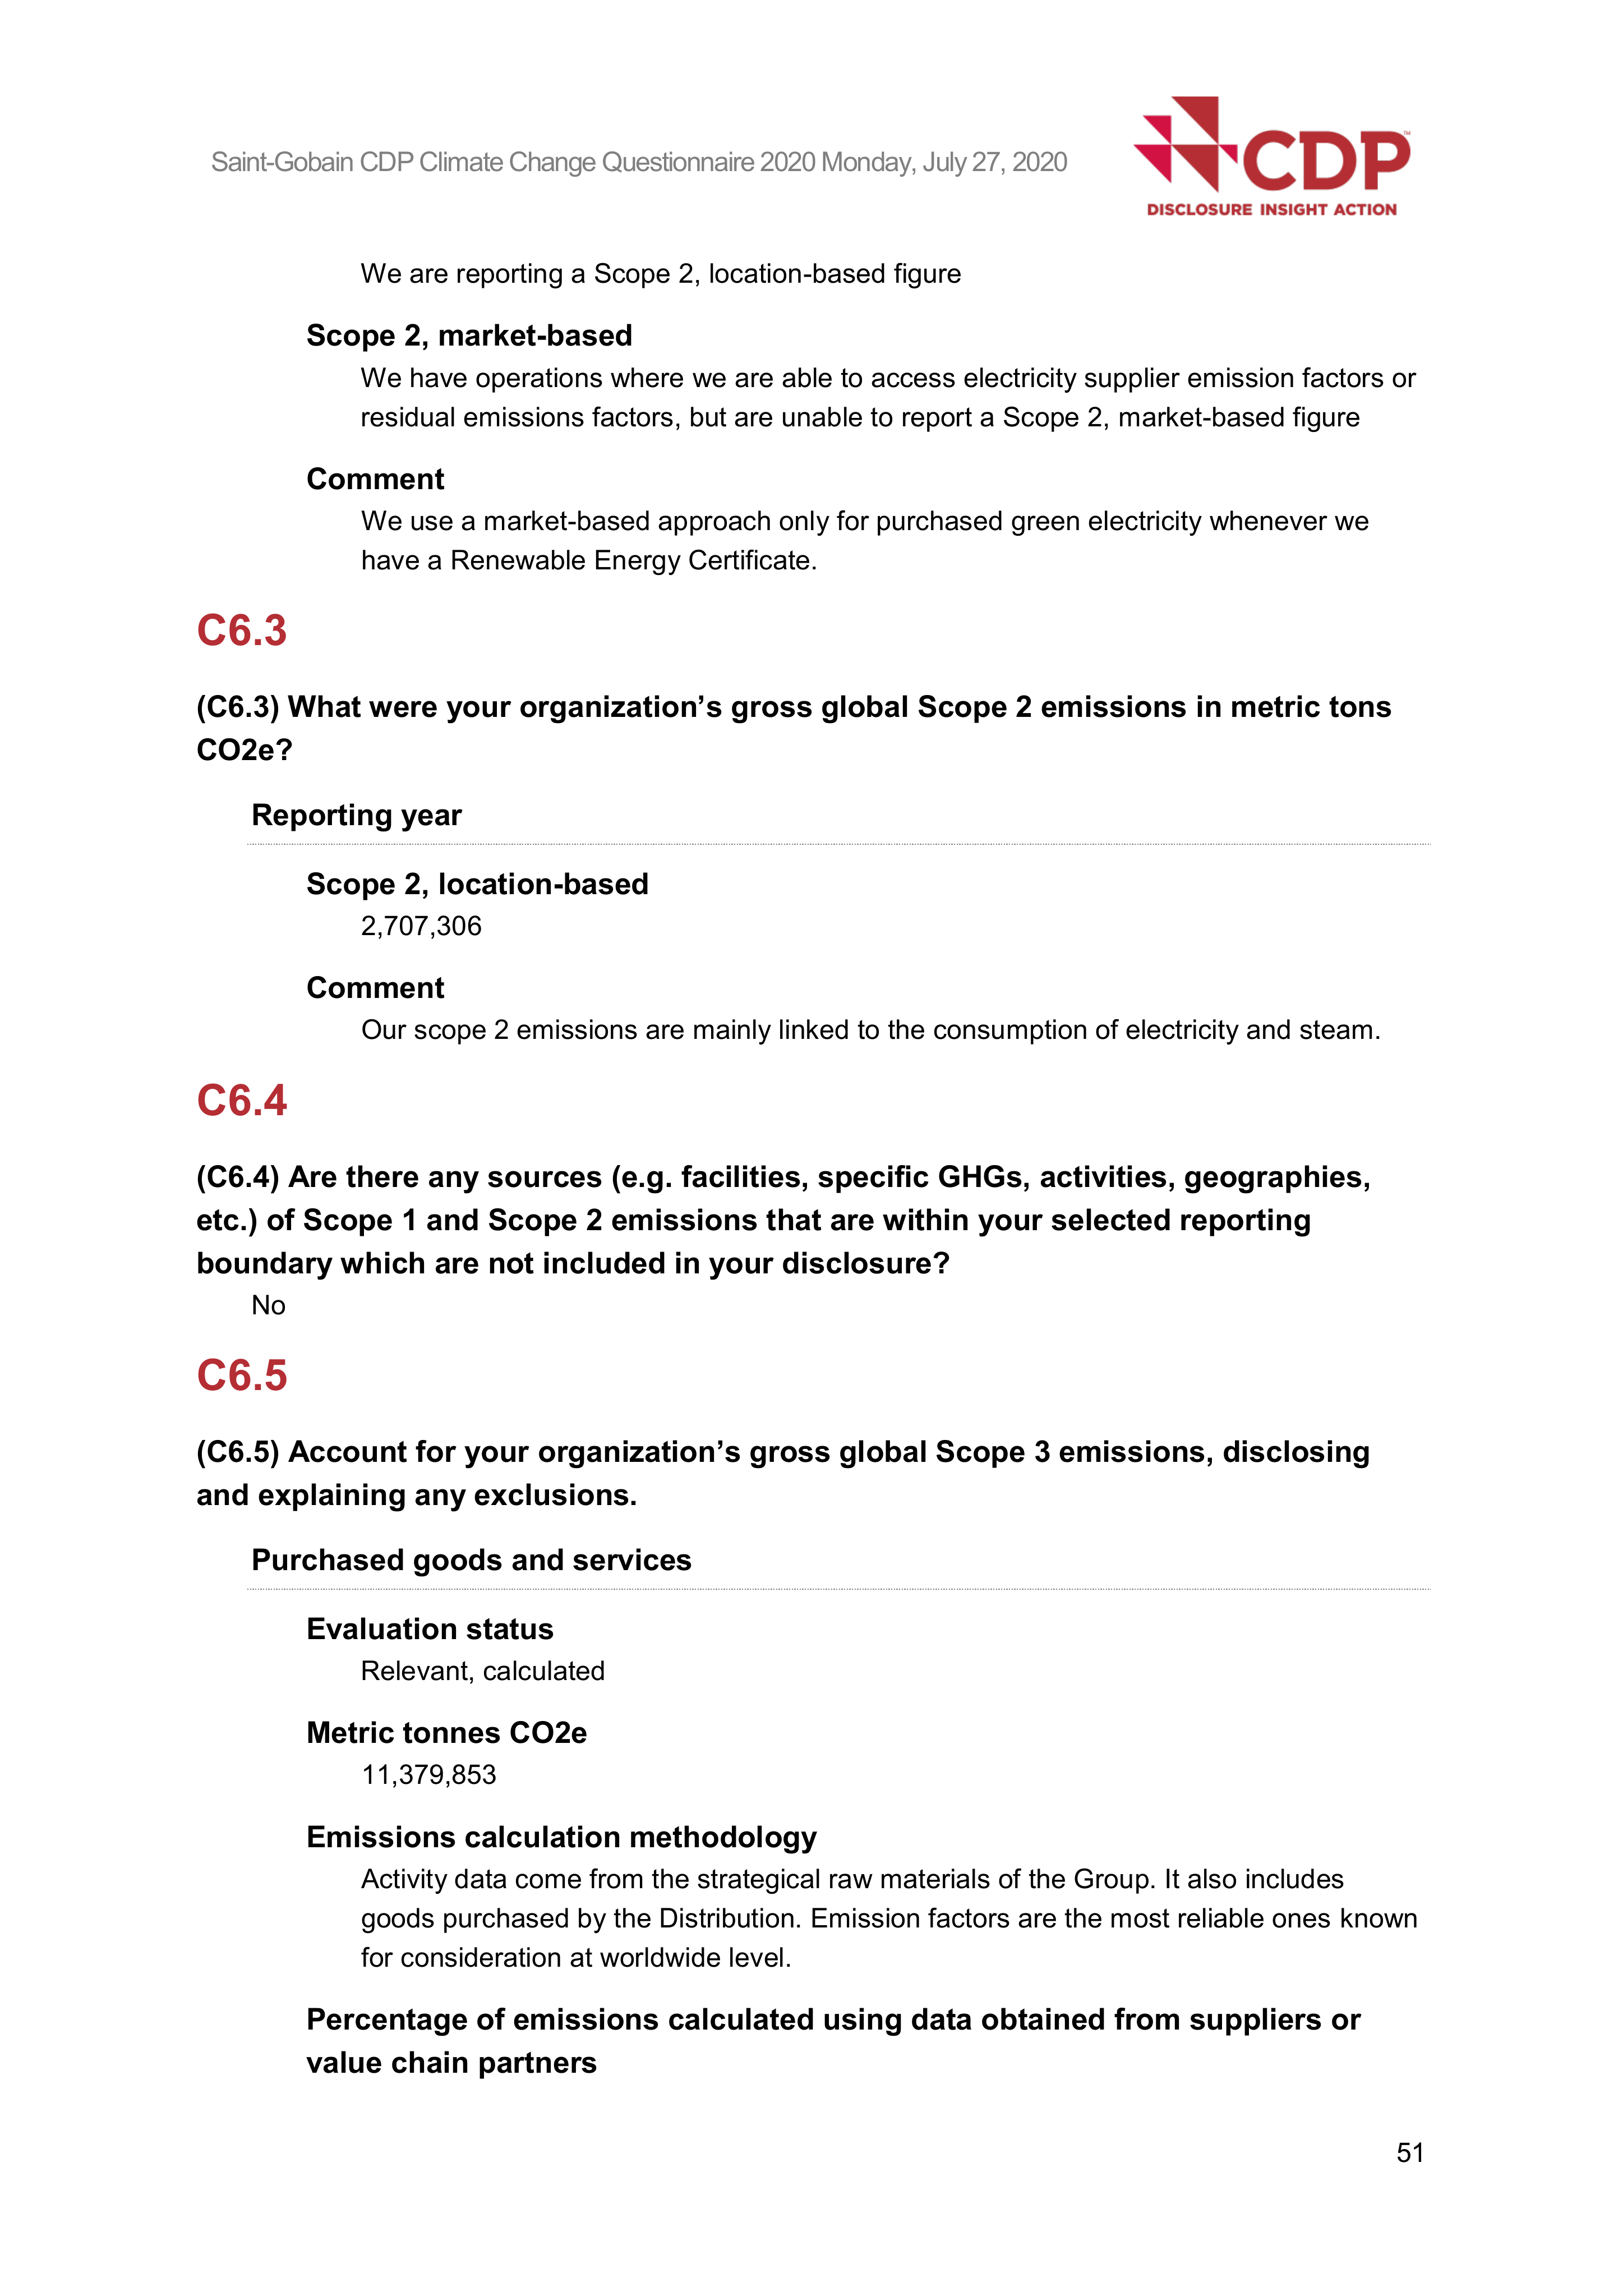 Saint-Gobain CDP Climate Change Questionnaire 2020 Monday, July 27, 2020
CDP™
DISCLOSURE INSIGHT ACTION
We are reporting a Scope 2, location-based figure
Scope 2, market-based
We have operations where we are able to access electricity supplier emission factors or
residual emissions factors, but are unable to report a Scope 2, market-based figure
Comment
We use a market-based approach only for purchased green electricity whenever we
have a Renewable Energy Certificate.
C6.3
(C6.3) What were your organization’s gross global Scope 2 emissions in metric tons
CO2e?
Reporting year
Scope 2, location-based
2,707,306
Comment
Our scope 2 emissions are mainly linked to the consumption of electricity and steam.
C6.4
(C6.4) Are there any sources (e.g. facilities, specific GHGs, activities, geographies,
etc.) of Scope 1 and Scope 2 emissions that are within your selected reporting
boundary which are not included in your disclosure?
No
C6.5
(C6.5) Account for your organization’s gross global Scope 3 emissions, disclosing
and explaining any exclusions.
Purchased goods and services
Evaluation status
Relevant, calculated
Metric tonnes CO2e
11,379,853
Emissions calculation methodology
Activity data come from the strategical raw materials of the Group. It also includes
goods purchased by the Distribution. Emission factors are the most reliable ones known
for consideration at worldwide level.
Percentage of emissions calculated using data obtained from suppliers or
value chain partners
51